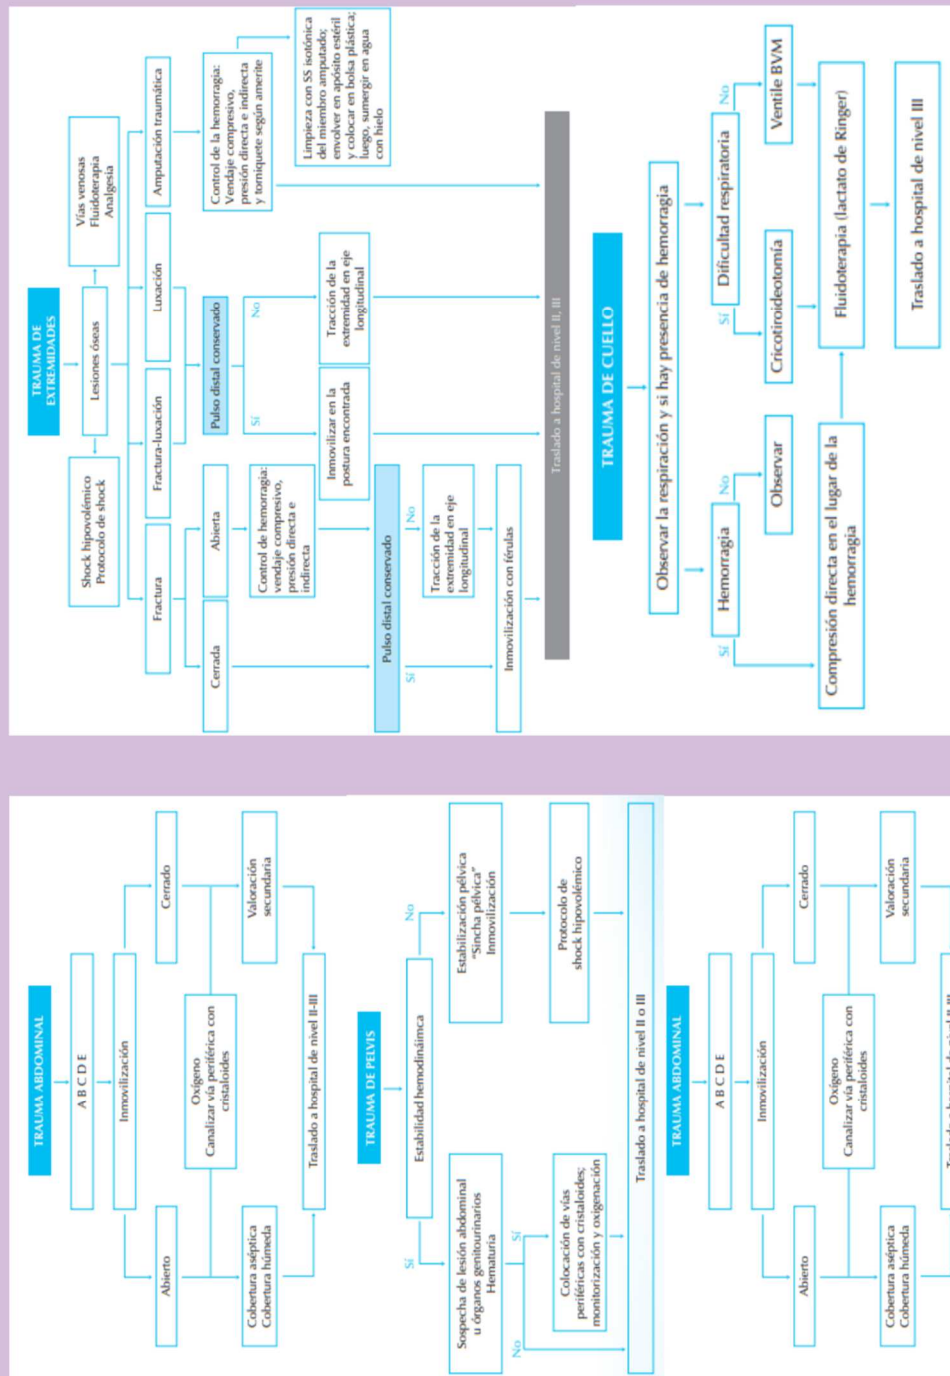 TRAUMA ABDOMINAL
A B C D E
Inmovilización
Abierto
Cerrado
Oxígeno
Canalizar vía periférica con
cristaloides
Cobertura aséptica
Cobertura húmeda
Valoración
secundaria
Traslado a hospital de nivel II-III
TRAUMA DE PELVIS
Estabilidad hemodináimca
Sí
No
Sospecha de lesión abdominal
u órganos genitourinarios
Hematuria
Estabilización pélvica
"Sincha pélvica"
Inmovilización
No
Sí
Colocación de vías
periféricas con cristaloides;
monitorización y oxigenación
Protocolo de
shock hipovolémico
Traslado a hospital de nivel II o III
TRAUMA ABDOMINAL
A B C D E
Inmovilización
Abierto
Cerrado
Oxígeno
Canalizar vía periférica con
cristaloides
Cobertura aséptica
Cobertura húmeda
Valoración
secundaria
TRAUMA DE
EXTREMIDADES
Shock hipovolémico
Protocolo de shock
Lesiones óseas
Vías venosas
Fluidoterapia
Analgesia
Fractura
Fractura-luxación
Luxación
Amputación traumática
Cerrada
Abierta
Pulso distal conservado
Control de la hemorragia:
Vendaje compresivo,
presión directa e indirecta
y torniquete según amerite
Control de hemorragia:
vendaje compresivo,
presión directa e
indirecta
Sí
No
Inmovilizar en la
postura encontrada
Tracción de la
extremidad en eje
longitudinal
Limpieza con SS isotónica
del miembro amputado;
envolver en apósito estéril
y colocar en bolsa plástica;
luego, sumergir en agua
con hielo
Pulso distal conservado
Sí
No
Tracción de la
extremidad en eje
longitudinal
Inmovilización con férulas
Traslado a hospital de nivel II, III
TRAUMA DE CUELLO
Observar la respiración y si hay presencia de hemorragia
Hemorragia
Dificultad respiratoria
Sí
No
Sí
No
Observar
Cricotiroideotomía
Ventile BVM
Compresión directa en el lugar de la
hemorragia
Fluidoterapia (lactato de Ringer)
Traslado a hospital de nivel III